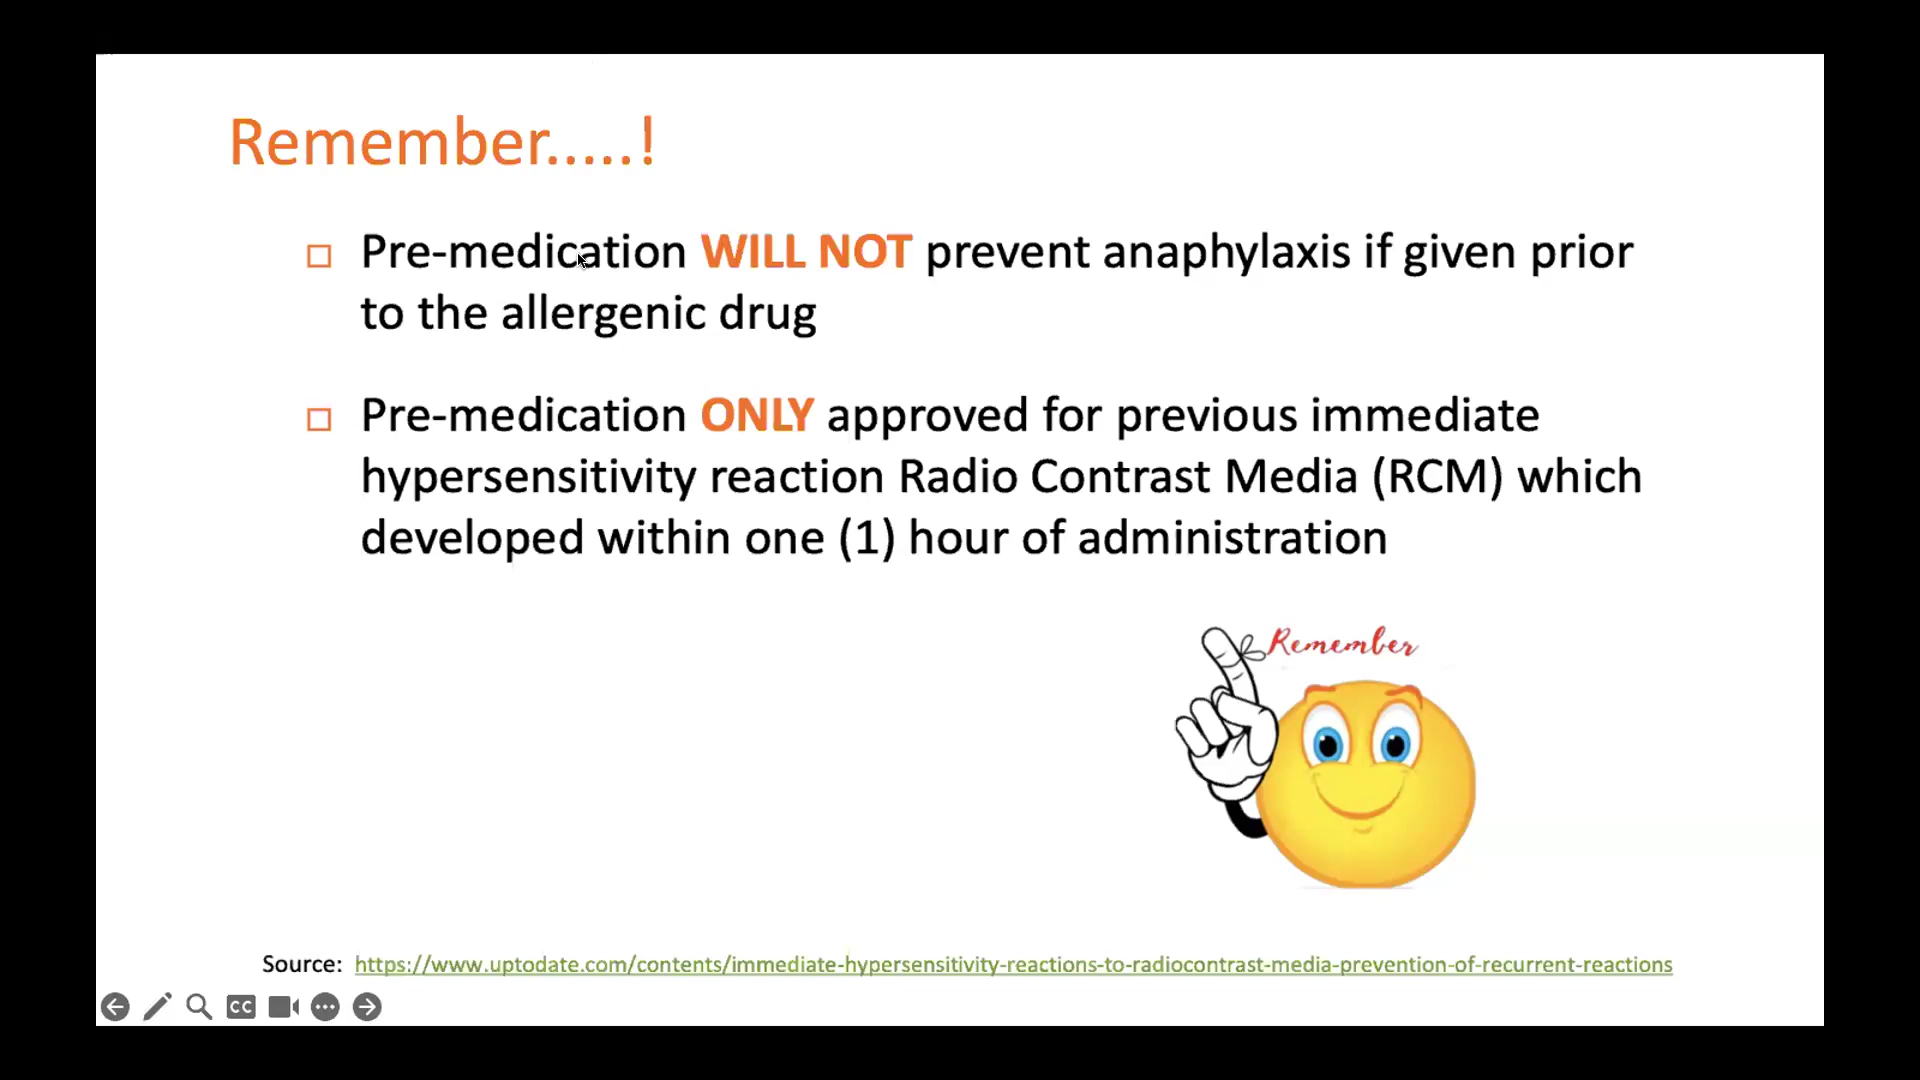 Remember.....!
Pre-medication WILL NOT prevent anaphylaxis if given prior
to the allergenic drug
Pre-medication ONLY approved for previous immediate
hypersensitivity reaction Radio Contrast Media (RCM) which
developed within one (1) hour of administration
Remember
Source: https://www.uptodate.com/contents/immediate-hypersensitivity-reactions-to-radiocontrast-media-prevention-of-recurrent-reactions
CC